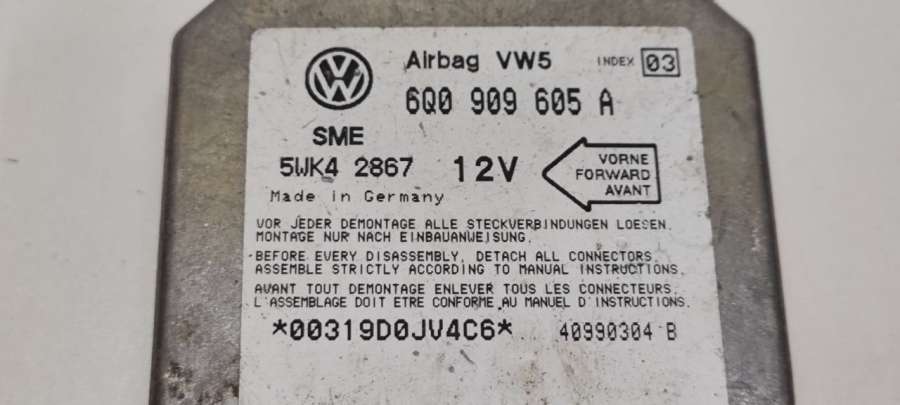 Airbag VW5 INDEX 03
6Q0 909 605 A
SME
5WK4 2867 12V
VORNE
FORWARD
AVANT
Made in Germany
VOR JEDER DEMONTAGE ALLE STECKVERBINDUNGEN LOESEN.
MONTAGE NUR NACH EINBAUANWEISUNG.
BEFORE EVERY DISASSEMBLY, DETACH ALL CONNECTORS.
ASSEMBLE STRICTLY ACCORDING TO MANUAL INSTRUCTIONS.
AVANT TOUT DEMONTAGE ENLEVER TOUS LES CONNECTEURS.
L'ASSEMBLAGE DOIT ETRE CONFORME AU MANUEL D'INSTRUCTIONS.
*00319D0JV4C6* 40990304 B